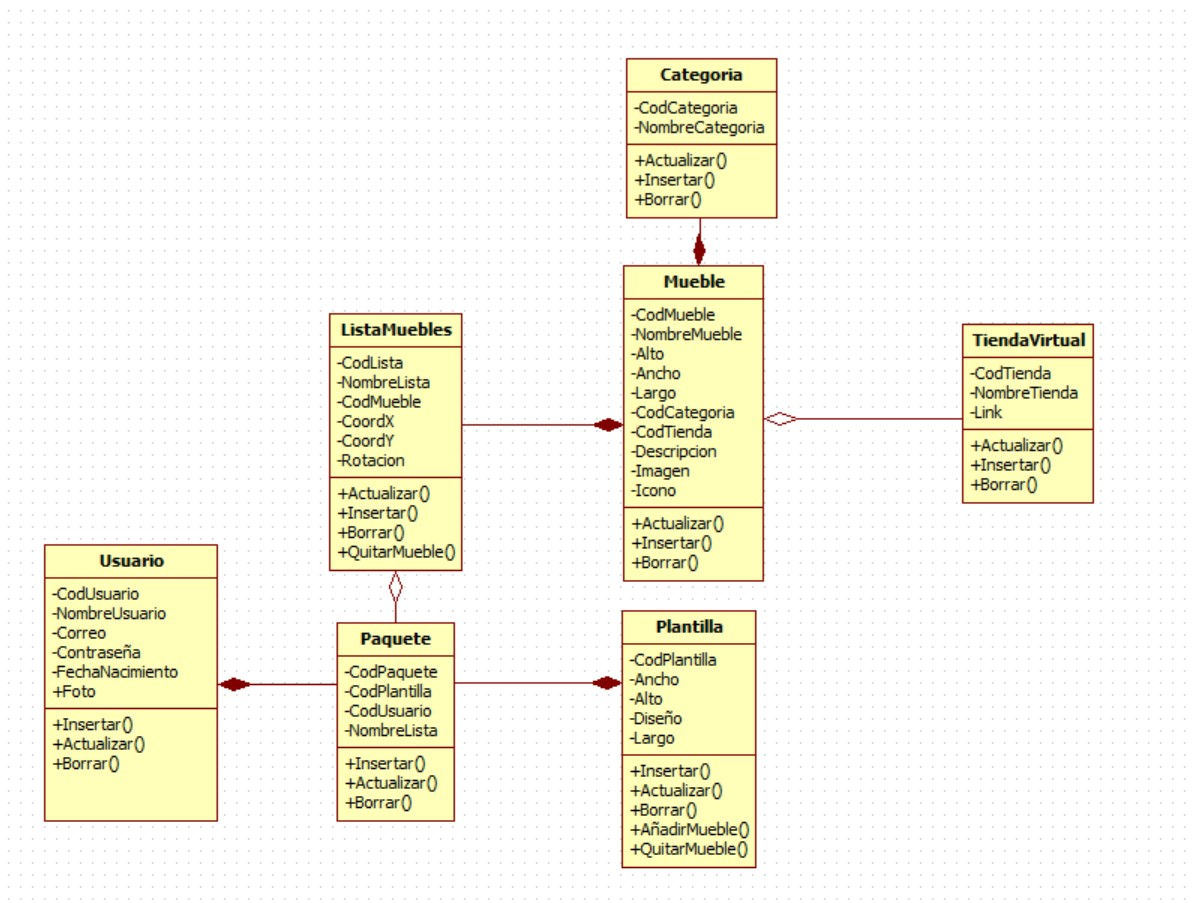 Categoria
-CodCategoria
-NombreCategoria
+Actualizar()
+Insertar()
+Borrar()
Mueble
-CodMueble
-NombreMueble
-Alto
-Ancho
-Largo
-CodCategoria
-CodTienda
-Descripcion
-Imagen
-Icono
+Actualizar()
+Insertar()
+Borrar()
ListaMuebles
-CodLista
-NombreLista
-CodMueble
-CoordX
-CoordY
-Rotacion
+Actualizar()
+Insertar()
+Borrar()
+QuitarMueble()
TiendaVirtual
-CodTienda
-NombreTienda
-Link
+Actualizar()
+Insertar()
+Borrar()
Usuario
-CodUsuario
-NombreUsuario
-Correo
-Contraseña
-FechaNacimiento
+Foto
+Insertar()
+Actualizar()
+Borrar()
Paquete
-CodPaquete
-CodPlantilla
-CodUsuario
-NombreLista
+Insertar()
+Actualizar()
+Borrar()
Plantilla
-CodPlantilla
-Ancho
-Alto
-Diseño
-Largo
+Insertar()
+Actualizar()
+Borrar()
+AñadirMueble()
+QuitarMueble()